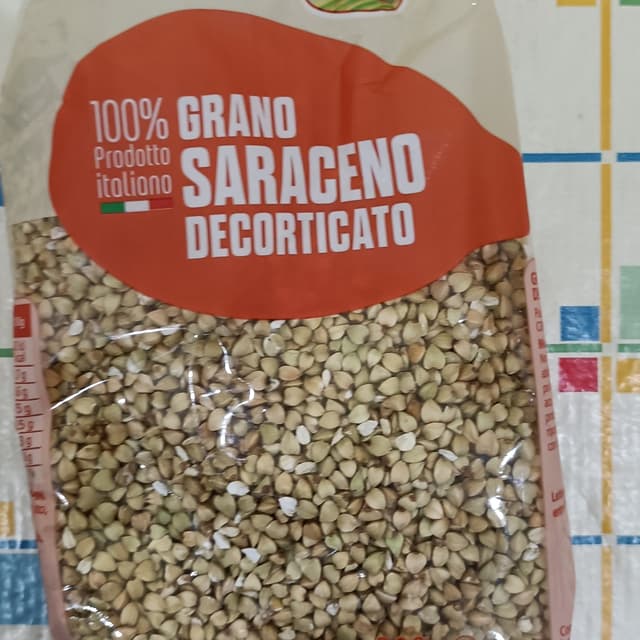 100%
Prodotto
italiano
GRANO
SARACENO
DECORTICATO